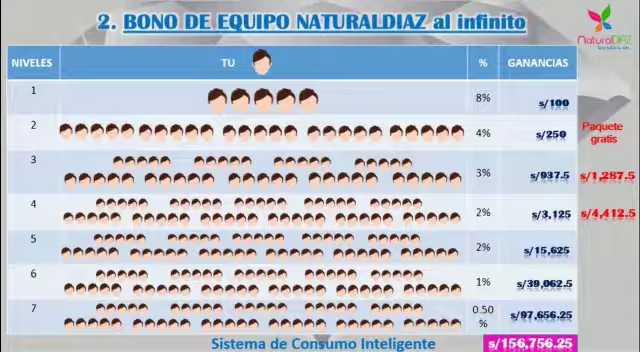 2. BONO DE EQUIPO NATURALDIAZ al infinito
NaturalDIAZ
NIVELES TU % GANANCIAS
1 8% s/100
2 4% s/250 Paquete gratis
3 3% s/937.5 s/1,287.5
4 2% s/3,125 s/4,412.5
5 2% s/15,625
6 1% s/39,062.5
7 0.50 % s/97,656.25
Sistema de Consumo Inteligente s/156,756.25